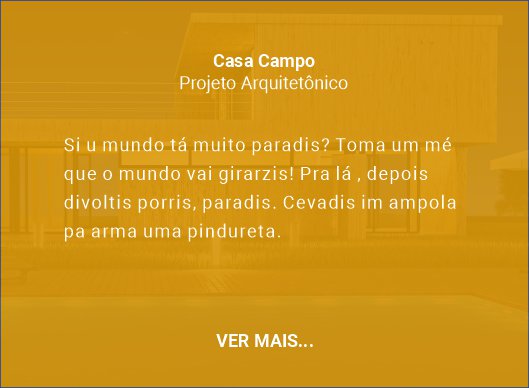 Casa Campo
Projeto Arquitetônico
Si u mundo tá muito paradis? Toma um mé
que o mundo vai girarzis! Pra lá , depois
divoltis porris, paradis. Cevadis im ampola
pa arma uma pindureta.
VER MAIS...